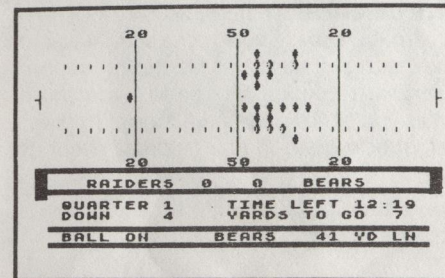 20 50 20
20 50 20
RAIDERS 0 0 BEARS
QUARTER 1 TIME LEFT 12:19
DOWN 4 YARDS TO GO 7
BALL ON BEARS 41 YD LN